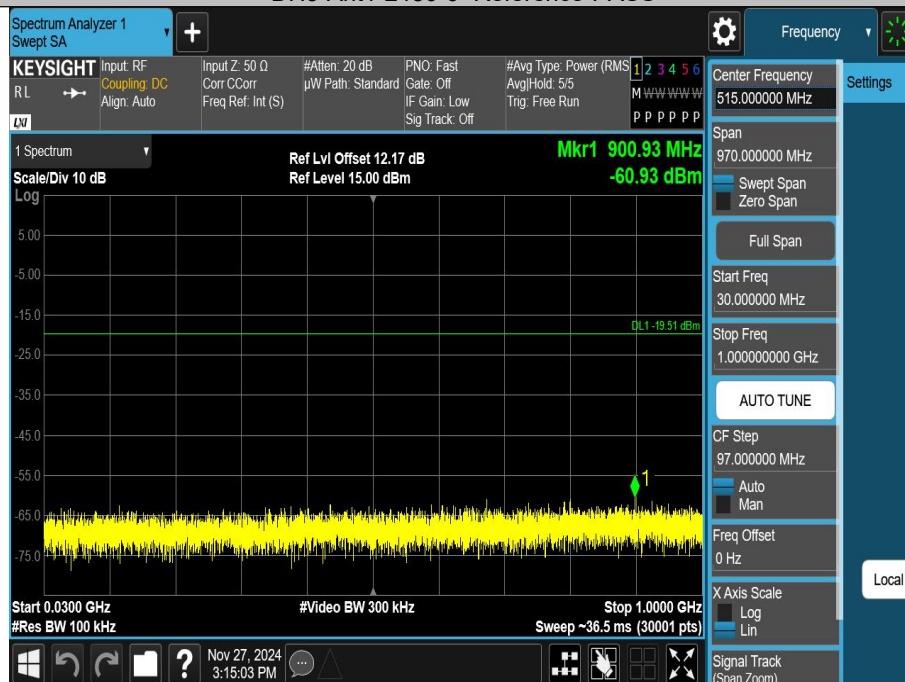 Spectrum Analyzer 1
Swept SA
Frequency
KEYSIGHT
RL
LXI
Input: RF
Coupling: DC
Align: Auto
Input Z: 50 Ω
Corr CCorr
Freq Ref: Int (S)
#Atten: 20 dB
µW Path: Standard
PNO: Fast
Gate: Off
IF Gain: Low
Sig Track: Off
#Avg Type: Power (RMS
Avg|Hold: 5/5
Trig: Free Run
1 2 3 4 5 6
M W W W W W
P P P P P P
1 Spectrum
Scale/Div 10 dB
Log
Ref Lvl Offset 12.17 dB
Ref Level 15.00 dBm
Mkr1 900.93 MHz
-60.93 dBm
5.00
-5.00
-15.0
DL1 -19.51 dBm
-25.0
-35.0
-45.0
-55.0
1
-65.0
-75.0
Start 0.0300 GHz
#Video BW 300 kHz
Stop 1.0000 GHz
#Res BW 100 kHz
Sweep ~36.5 ms (30001 pts)
Center Frequency
515.000000 MHz
Settings
Span
970.000000 MHz
Swept Span
Zero Span
Full Span
Start Freq
30.000000 MHz
Stop Freq
1.000000000 GHz
AUTO TUNE
CF Step
97.000000 MHz
Auto
Man
Freq Offset
0 Hz
Local
X Axis Scale
Log
Lin
Signal Track
(Span Zoom)
?
Nov 27, 2024
3:15:03 PM